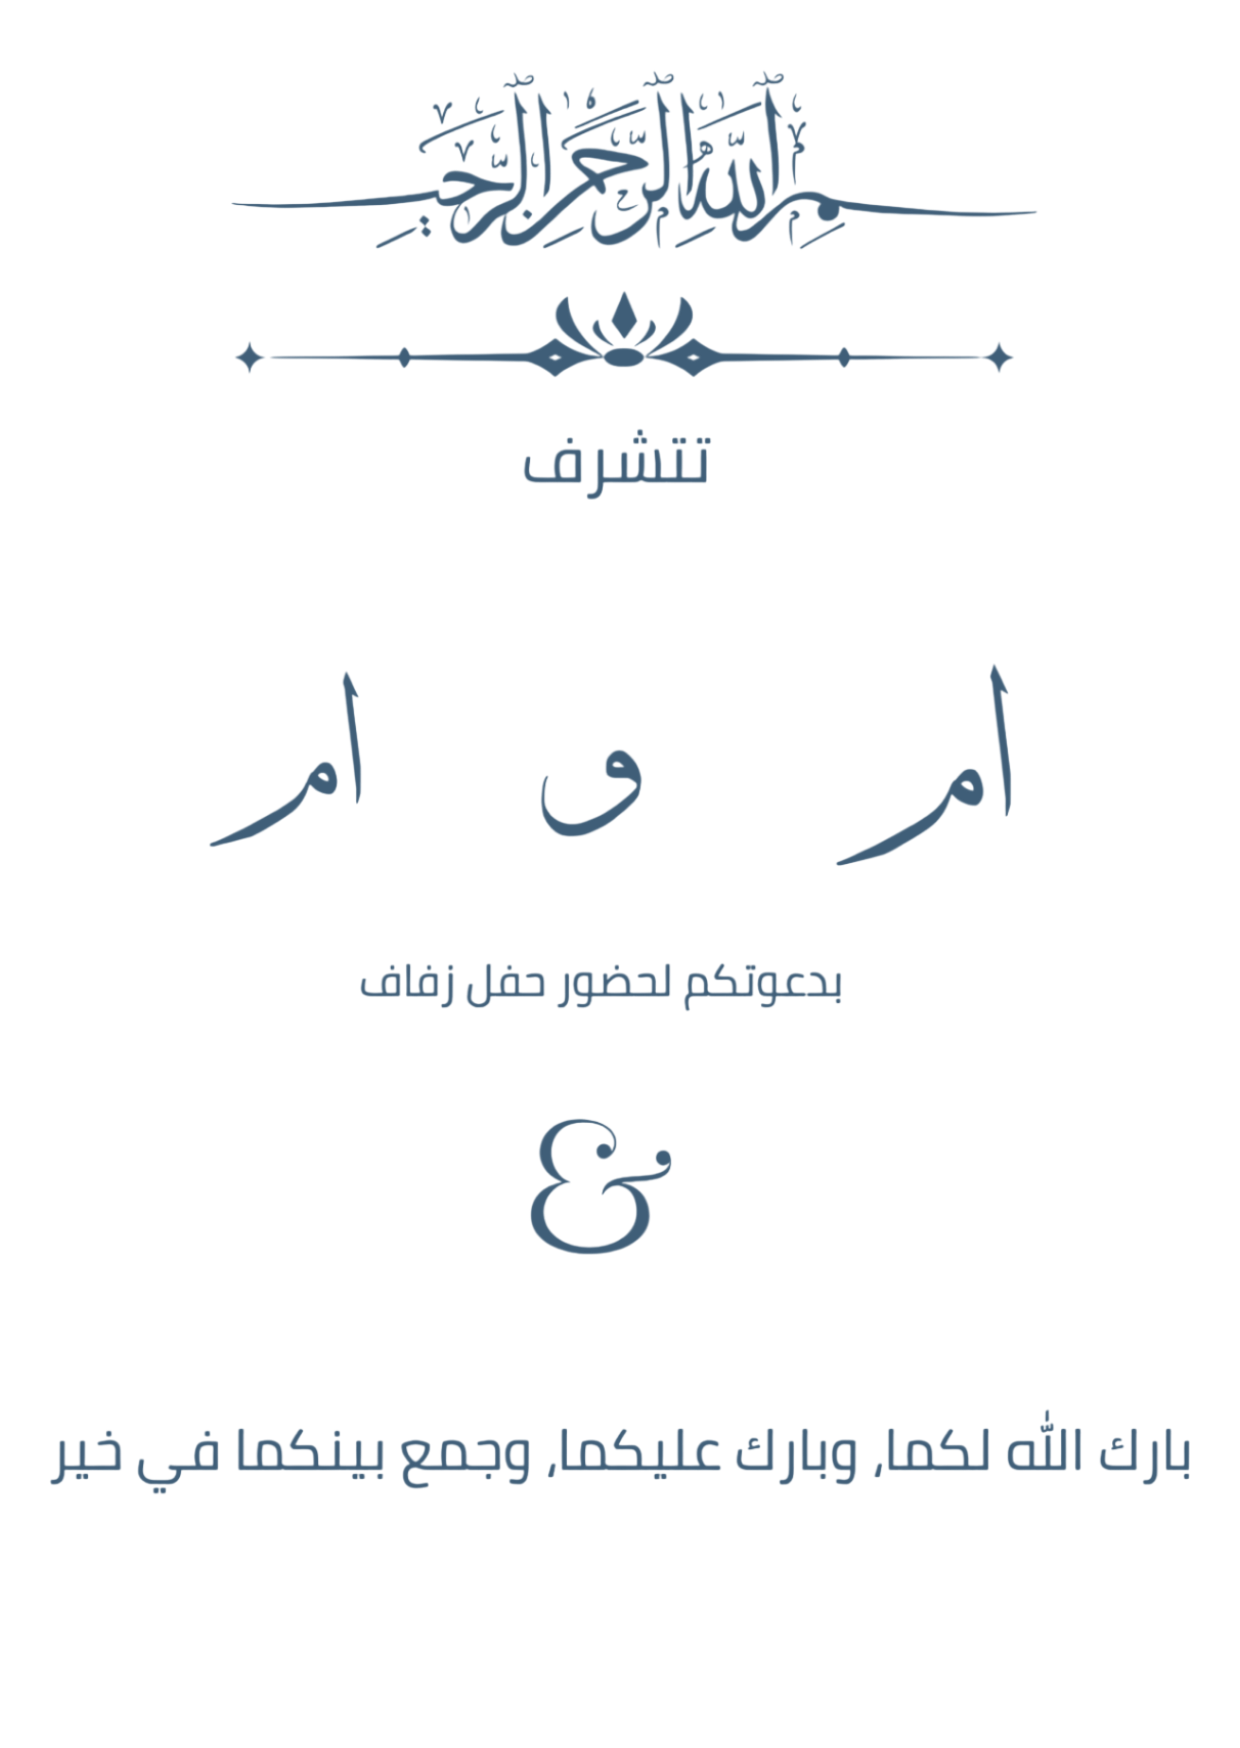 بسم الله الرحمن الرحيم
تتشرف
ام و ام
بدعوتكم لحضور حفل زفاف
&
بارك الله لكما، وبارك عليكما، وجمع بينكما في خير